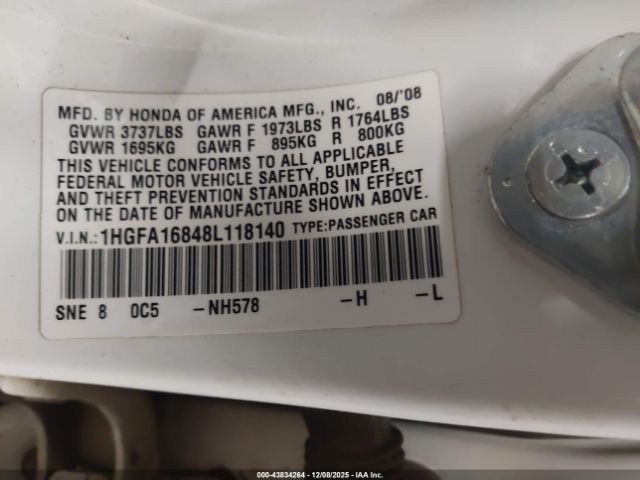 MFD. BY HONDA OF AMERICA MFG., INC. 08/'08
GVWR 3737LBS GAWR F 1973LBS R 1764LBS
GVWR 1695KG GAWR F 895KG R 800KG
THIS VEHICLE CONFORMS TO ALL APPLICABLE
FEDERAL MOTOR VEHICLE SAFETY, BUMPER,
AND THEFT PREVENTION STANDARDS IN EFFECT
ON THE DATE OF MANUFACTURE SHOWN ABOVE.
V.I.N.: 1HGFA16848L118140 TYPE:PASSENGER CAR
SNE 8 0C5 -NH578 -H -L
000-43834264 - 12/08/2025 - IAA Inc.